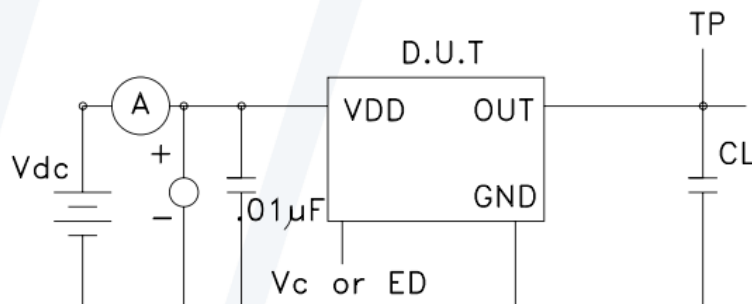 TP
D.U.T
A
VDD OUT
Vdc
+
-
CL
GND
.01µF
Vc or ED